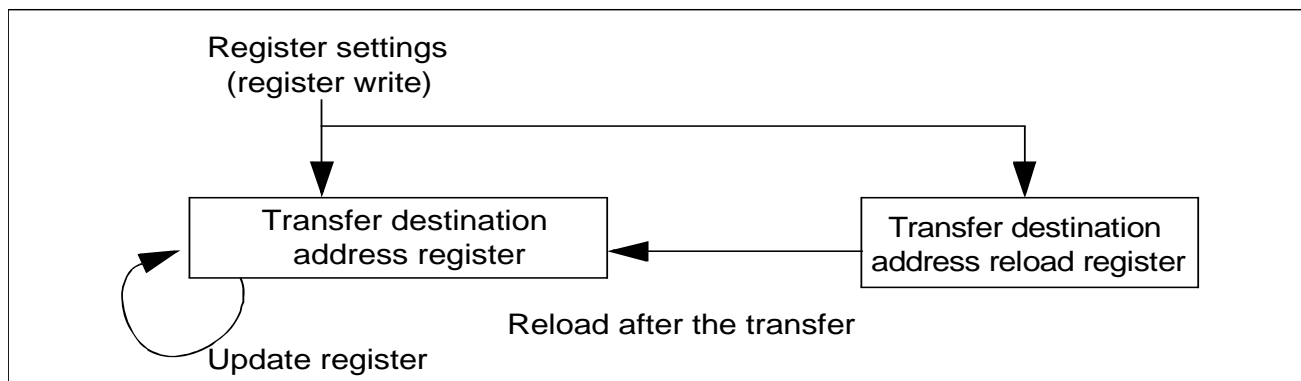 Register settings
(register write)
Transfer destination
address register
Transfer destination
address reload register
Reload after the transfer
Update register